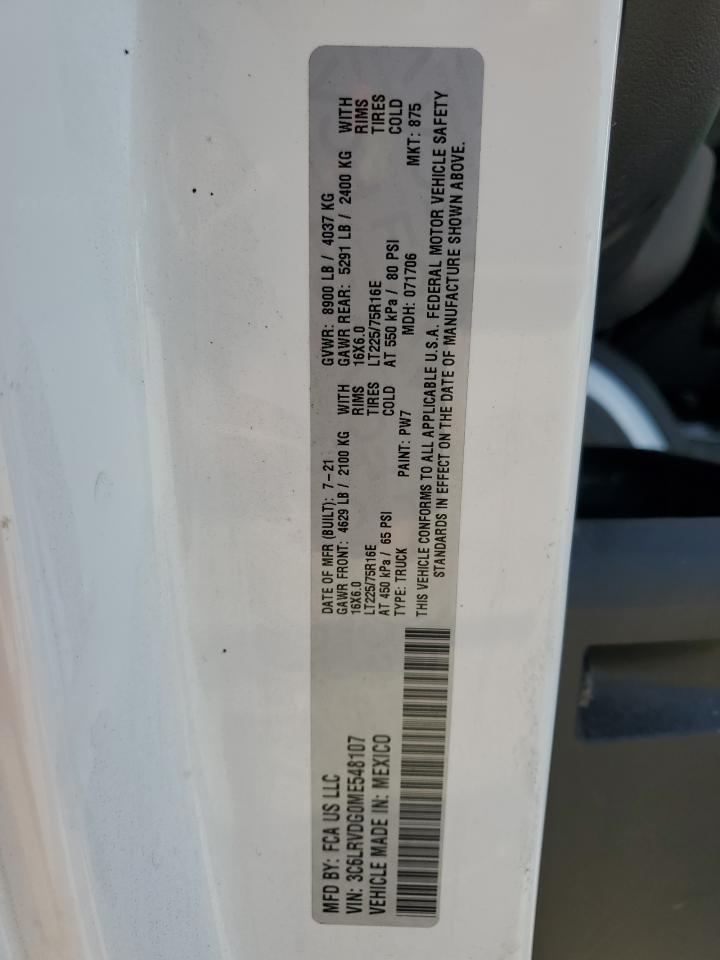 MFD BY: FCA US LLC
VIN: 3C6LRVDG0ME548107
VEHICLE MADE IN: MEXICO
DATE OF MFR (BUILT): 7-21
GAWR FRONT: 4629 LB / 2100 KG WITH
16X6.0 RIMS
LT225/75R16E TIRES
AT 450 kPa / 65 PSI COLD
TYPE: TRUCK PAINT: PW7
GVWR: 8900 LB / 4037 KG
GAWR REAR: 5291 LB / 2400 KG WITH
16X6.0 RIMS
LT225/75R16E TIRES
AT 550 kPa / 80 PSI COLD
MDH: 071706 MKT: 875
THIS VEHICLE CONFORMS TO ALL APPLICABLE U.S.A. FEDERAL MOTOR VEHICLE SAFETY
STANDARDS IN EFFECT ON THE DATE OF MANUFACTURE SHOWN ABOVE.